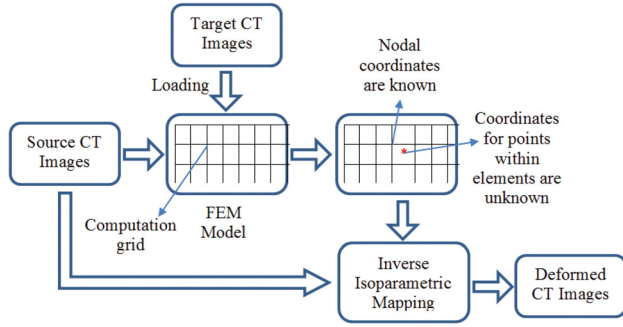 Target CT
Images
Nodal
coordinates
are known
Loading
Source CT
Images
Coordinates
for points
within
elements are
unknown
*
Computation
grid
FEM
Model
Inverse
Isoparametric
Mapping
Deformed
CT Images